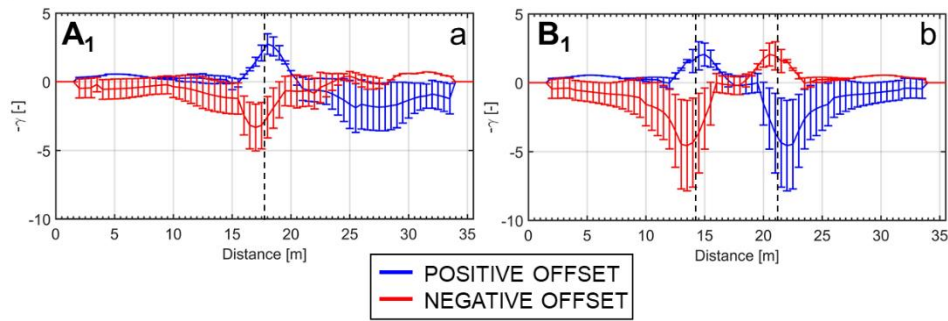 A1 a
5
0
-5
-10
-γ [-]
0 5 10 15 20 25 30 35
Distance [m]
B1 b
5
0
-5
-10
-γ [-]
0 5 10 15 20 25 30 35
Distance [m]
POSITIVE OFFSET
NEGATIVE OFFSET